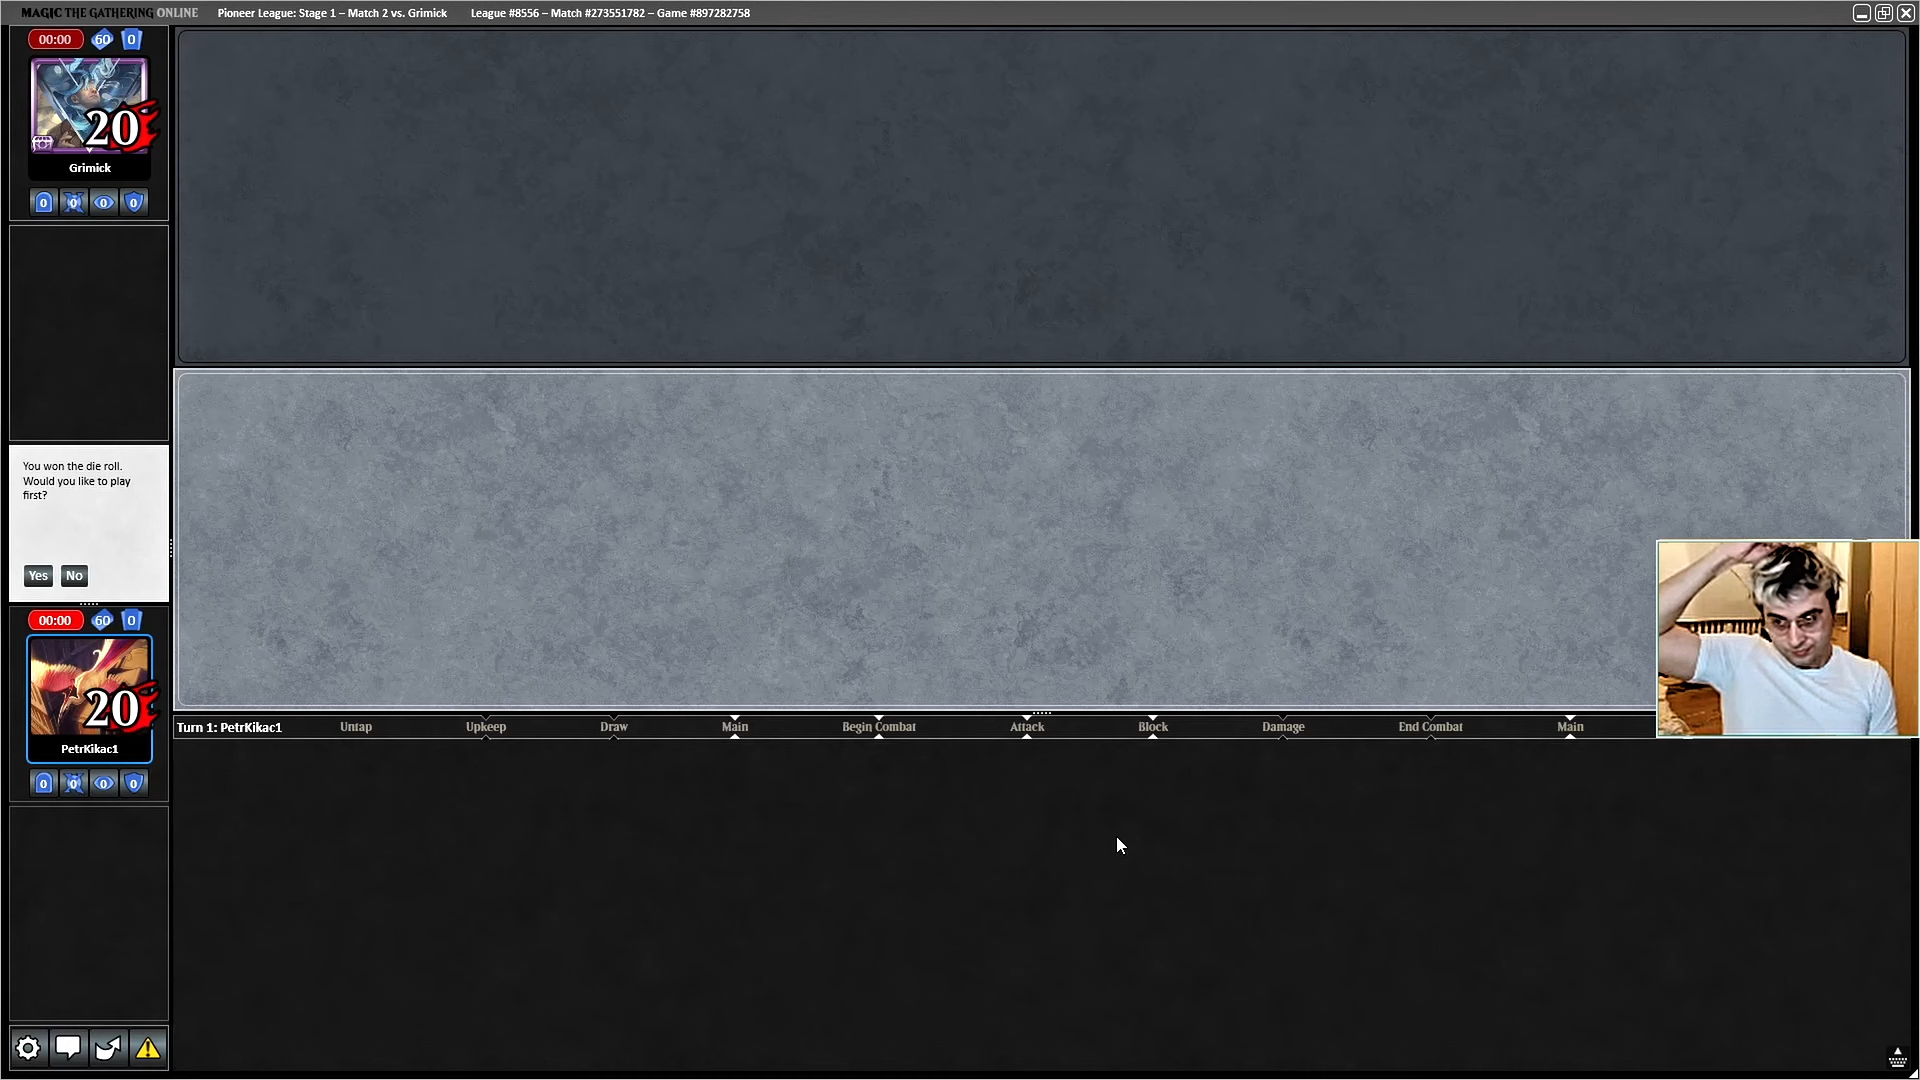 MAGIC THE GATHERING ONLINE Pioneer League: Stage 1 – Match 2 vs. Grimick League #8556 – Match #273551782 – Game #897282758
00:00 60 0
20
Grimick
0 0 0 0
You won the die roll.
Would you like to play
first?
Yes No
00:00 60 0
20
PetrKikac1
0 0 0 0
Turn 1: PetrKikac1 Untap Upkeep Draw Main Begin Combat Attack Block Damage End Combat Main